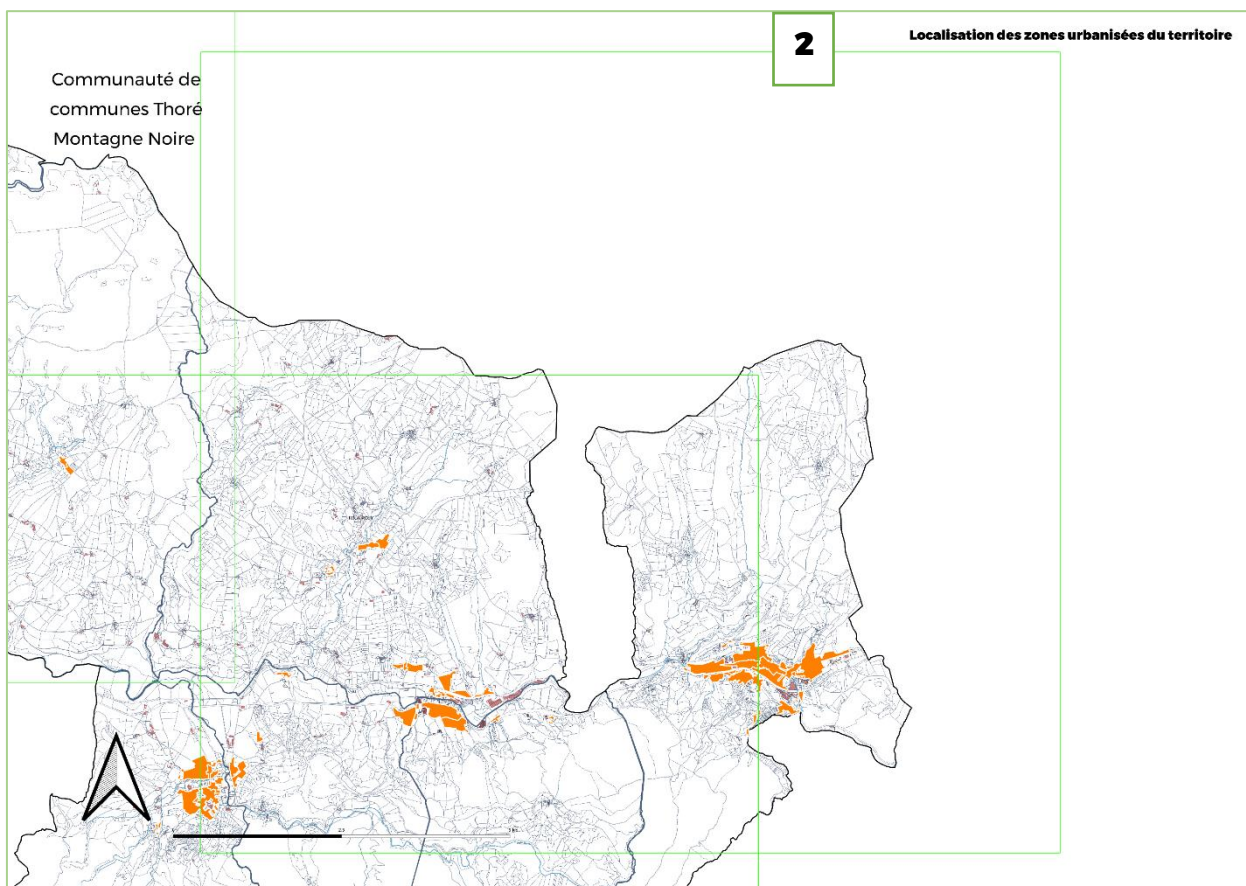 2
Localisation des zones urbanisées du territoire
Communauté de
communes Thoré
Montagne Noire